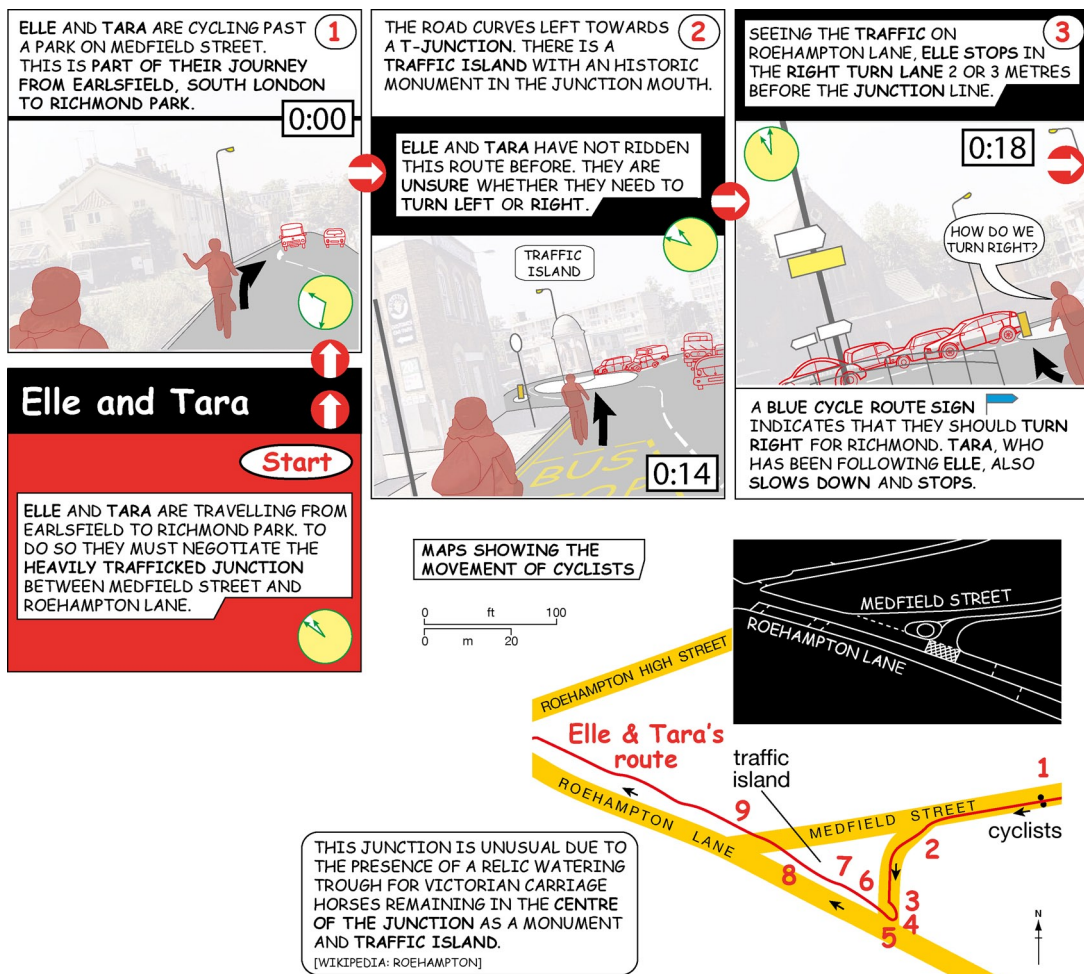 Elle and Tara
Start
ELLE AND TARA ARE TRAVELLING FROM
EARLSFIELD TO RICHMOND PARK. TO
DO SO THEY MUST NEGOTIATE THE
HEAVILY TRAFFICKED JUNCTION
BETWEEN MEDFIELD STREET AND
ROEHAMPTON LANE.
1
ELLE AND TARA ARE CYCLING PAST
A PARK ON MEDFIELD STREET.
THIS IS PART OF THEIR JOURNEY
FROM EARLSFIELD, SOUTH LONDON
TO RICHMOND PARK.
0:00
2
THE ROAD CURVES LEFT TOWARDS
A T-JUNCTION. THERE IS A
TRAFFIC ISLAND WITH AN HISTORIC
MONUMENT IN THE JUNCTION MOUTH.
ELLE AND TARA HAVE NOT RIDDEN
THIS ROUTE BEFORE. THEY ARE
UNSURE WHETHER THEY NEED TO
TURN LEFT OR RIGHT.
TRAFFIC
ISLAND
BUS
STOP
0:14
3
SEEING THE TRAFFIC ON
ROEHAMPTON LANE, ELLE STOPS IN
THE RIGHT TURN LANE 2 OR 3 METRES
BEFORE THE JUNCTION LINE.
0:18
HOW DO WE
TURN RIGHT?
A BLUE CYCLE ROUTE SIGN
INDICATES THAT THEY SHOULD TURN
RIGHT FOR RICHMOND. TARA, WHO
HAS BEEN FOLLOWING ELLE, ALSO
SLOWS DOWN AND STOPS.
MAPS SHOWING THE
MOVEMENT OF CYCLISTS
0 ft 100
0 m 20
MEDFIELD STREET
ROEHAMPTON LANE
ROEHAMPTON HIGH STREET
Elle & Tara's
route
ROEHAMPTON LANE
traffic
island
MEDFIELD STREET
cyclists
1
2
3
4
5
6
7
8
9
N
THIS JUNCTION IS UNUSUAL DUE TO
THE PRESENCE OF A RELIC WATERING
TROUGH FOR VICTORIAN CARRIAGE
HORSES REMAINING IN THE CENTRE
OF THE JUNCTION AS A MONUMENT
AND TRAFFIC ISLAND.
[WIKIPEDIA: ROEHAMPTON]